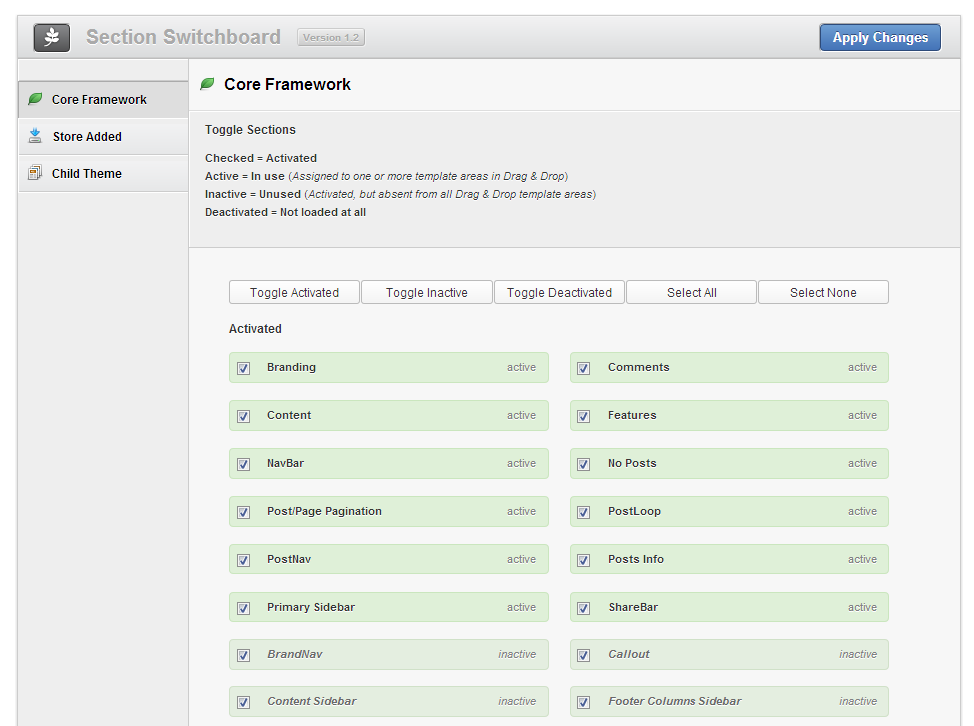 Section Switchboard Version 1.2 Apply Changes
Core Framework
Store Added
Child Theme
Core Framework
Toggle Sections
Checked = Activated
Active = In use (Assigned to one or more template areas in Drag & Drop)
Inactive = Unused (Activated, but absent from all Drag & Drop template areas)
Deactivated = Not loaded at all
Toggle Activated Toggle Inactive Toggle Deactivated Select All Select None
Activated
Branding active Comments active
Content active Features active
NavBar active No Posts active
Post/Page Pagination active PostLoop active
PostNav active Posts Info active
Primary Sidebar active ShareBar active
BrandNav inactive Callout inactive
Content Sidebar inactive Footer Columns Sidebar inactive